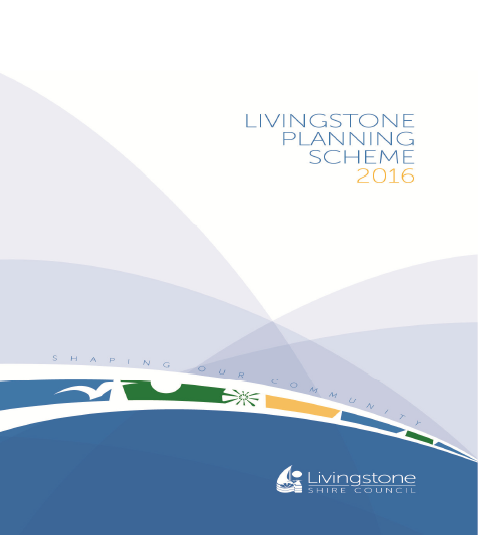 LIVINGSTONE
PLANNING
SCHEME
2016
SHAPING OUR COMMUNITY
Livingstone
SHIRE COUNCIL